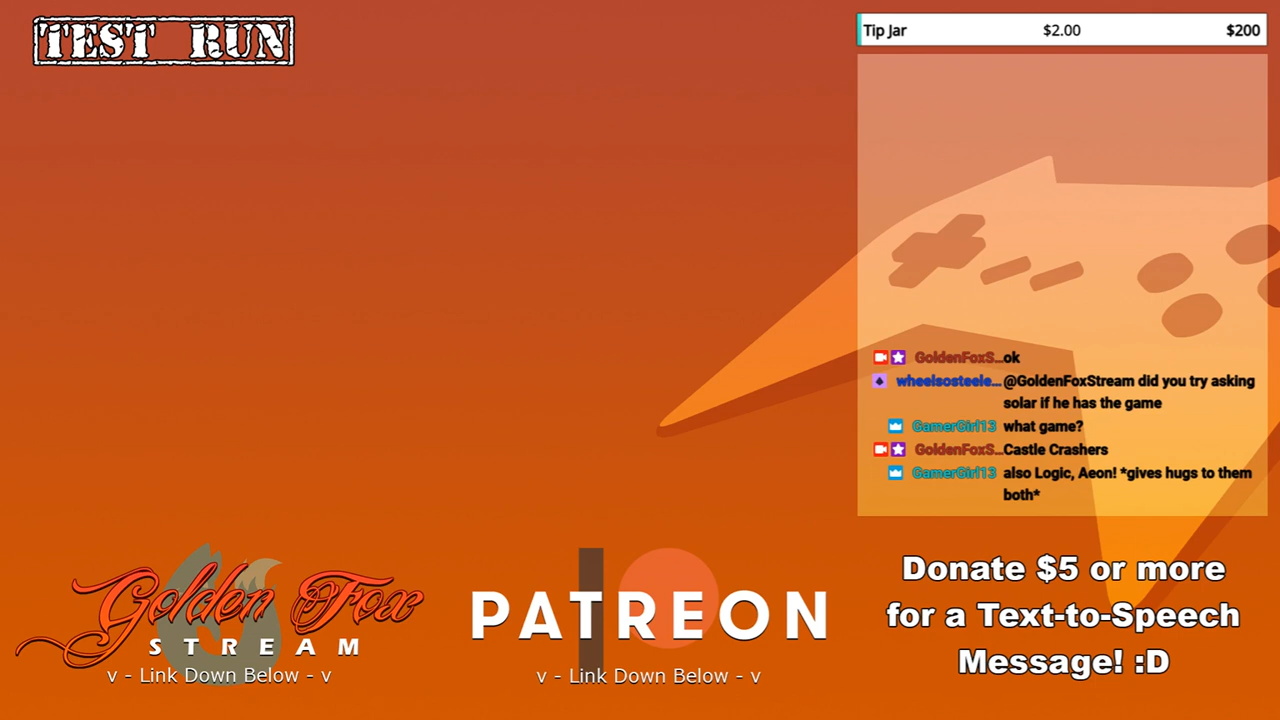 TEST RUN
Tip Jar $2.00 $200
GoldenFoxS... ok
wheelsosteele... @GoldenFoxStream did you try asking
solar if he has the game
GamerGirl13 what game?
GoldenFoxS... Castle Crashers
GamerGirl13 also Logic, Aeon! *gives hugs to them
both*
Golden Fox
STREAM
v - Link Down Below - v
PATREON
v - Link Down Below - v
Donate $5 or more
for a Text-to-Speech
Message! :D